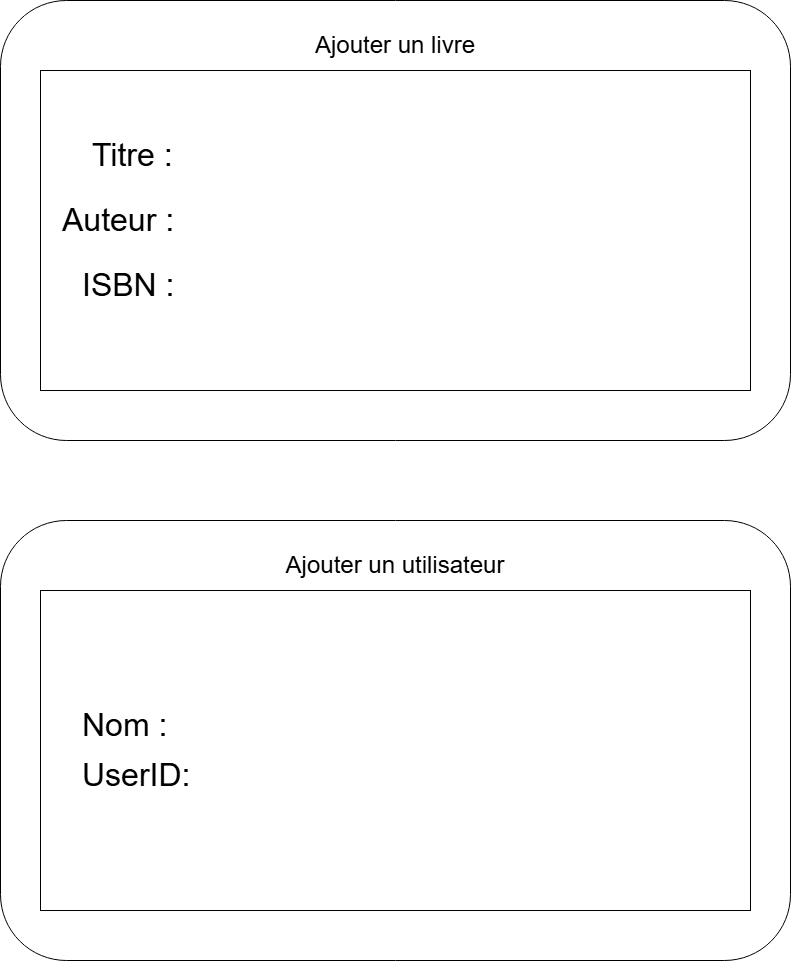 Ajouter un livre
Titre :
Auteur :
ISBN :
Ajouter un utilisateur
Nom :
UserID: